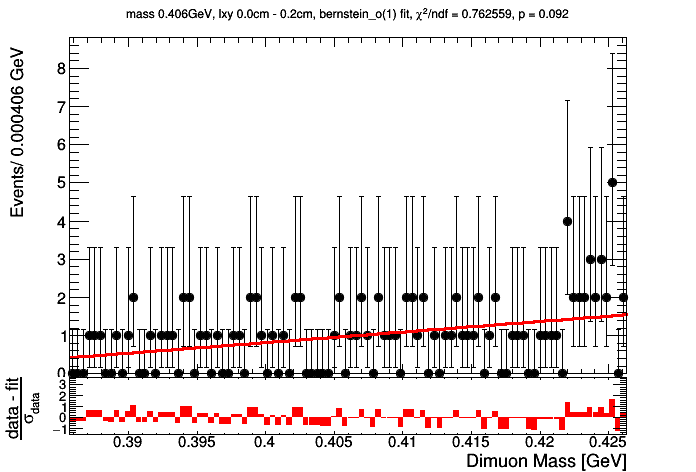 mass 0.406GeV, lxy 0.0cm - 0.2cm, bernstein_o(1) fit, χ²/ndf = 0.762559, p = 0.092
Events/ 0.000406 GeV
8
7
6
5
4
3
2
1
0
data - fit
σdata
3
2
1
0
−1
0.39 0.395 0.4 0.405 0.41 0.415 0.42 0.425
Dimuon Mass [GeV]